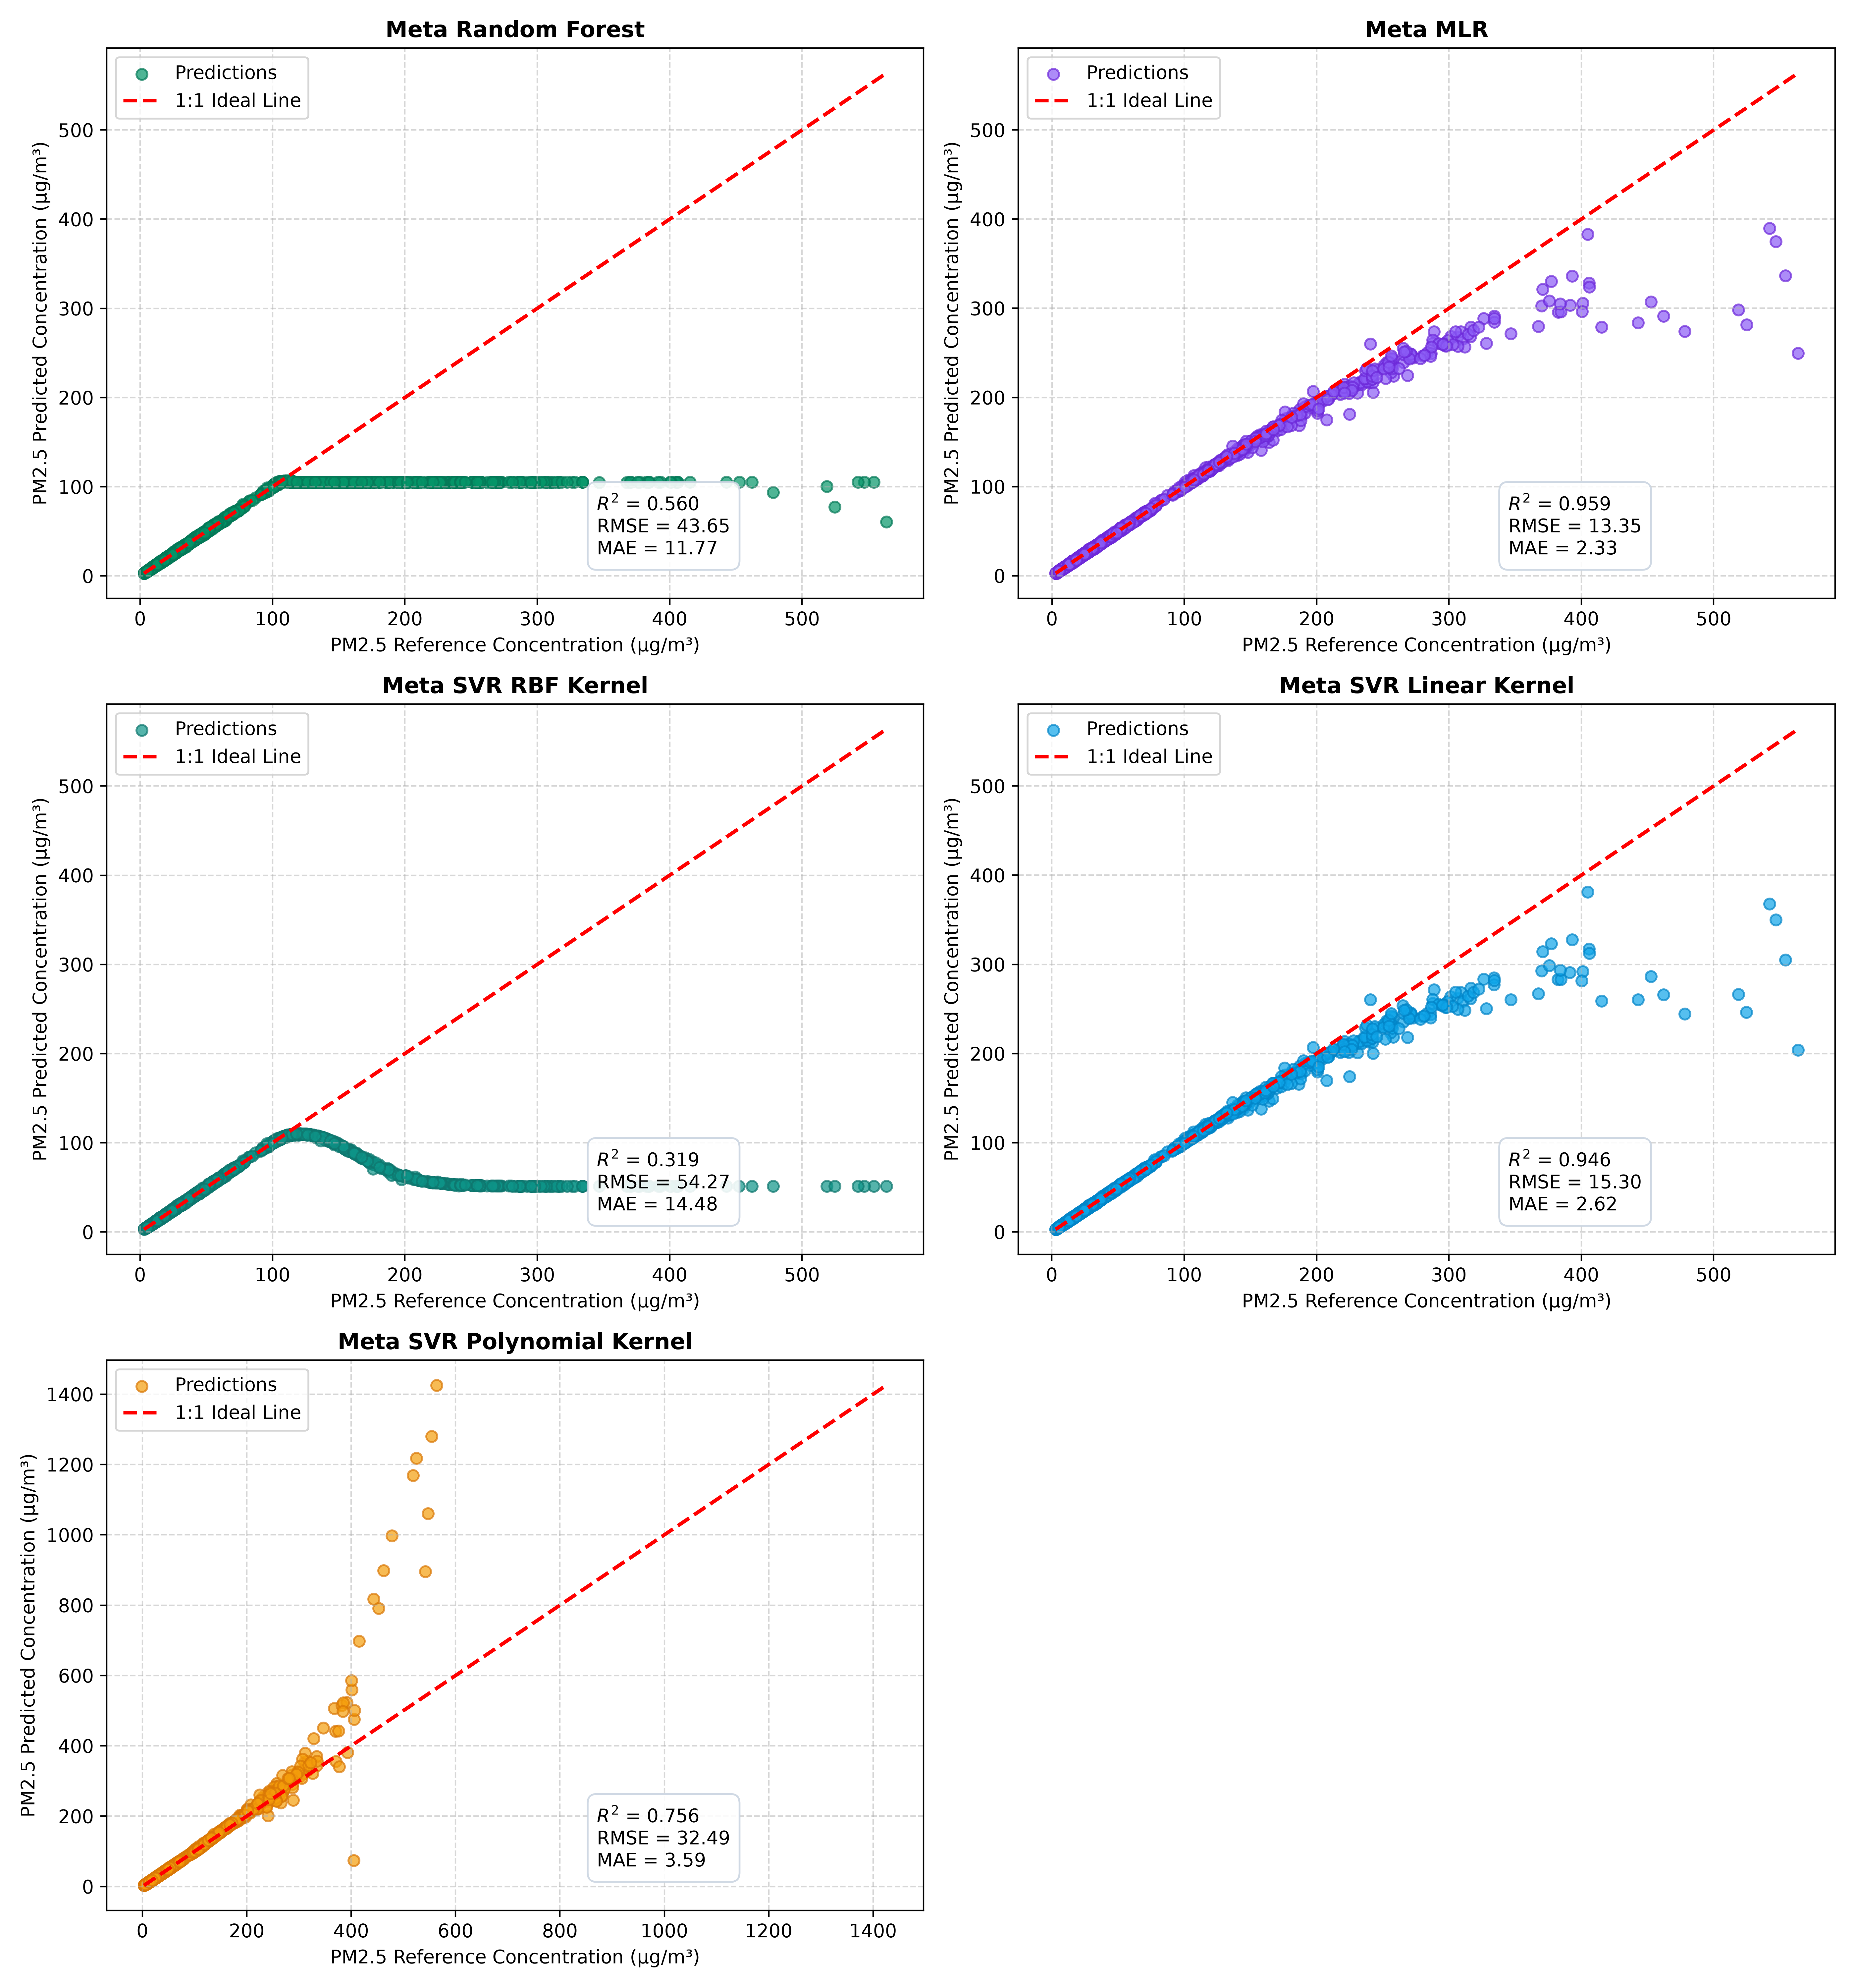 Meta Random Forest
Predictions
1:1 Ideal Line
PM2.5 Predicted Concentration (µg/m³)
500
400
300
200
100
0
R² = 0.560
RMSE = 43.65
MAE = 11.77
0 100 200 300 400 500
PM2.5 Reference Concentration (µg/m³)
Meta MLR
Predictions
1:1 Ideal Line
PM2.5 Predicted Concentration (µg/m³)
500
400
300
200
100
0
R² = 0.959
RMSE = 13.35
MAE = 2.33
0 100 200 300 400 500
PM2.5 Reference Concentration (µg/m³)
Meta SVR RBF Kernel
Predictions
1:1 Ideal Line
PM2.5 Predicted Concentration (µg/m³)
500
400
300
200
100
0
R² = 0.319
RMSE = 54.27
MAE = 14.48
0 100 200 300 400 500
PM2.5 Reference Concentration (µg/m³)
Meta SVR Linear Kernel
Predictions
1:1 Ideal Line
PM2.5 Predicted Concentration (µg/m³)
500
400
300
200
100
0
R² = 0.946
RMSE = 15.30
MAE = 2.62
0 100 200 300 400 500
PM2.5 Reference Concentration (µg/m³)
Meta SVR Polynomial Kernel
Predictions
1:1 Ideal Line
PM2.5 Predicted Concentration (µg/m³)
1400
1200
1000
800
600
400
200
0
R² = 0.756
RMSE = 32.49
MAE = 3.59
0 200 400 600 800 1000 1200 1400
PM2.5 Reference Concentration (µg/m³)